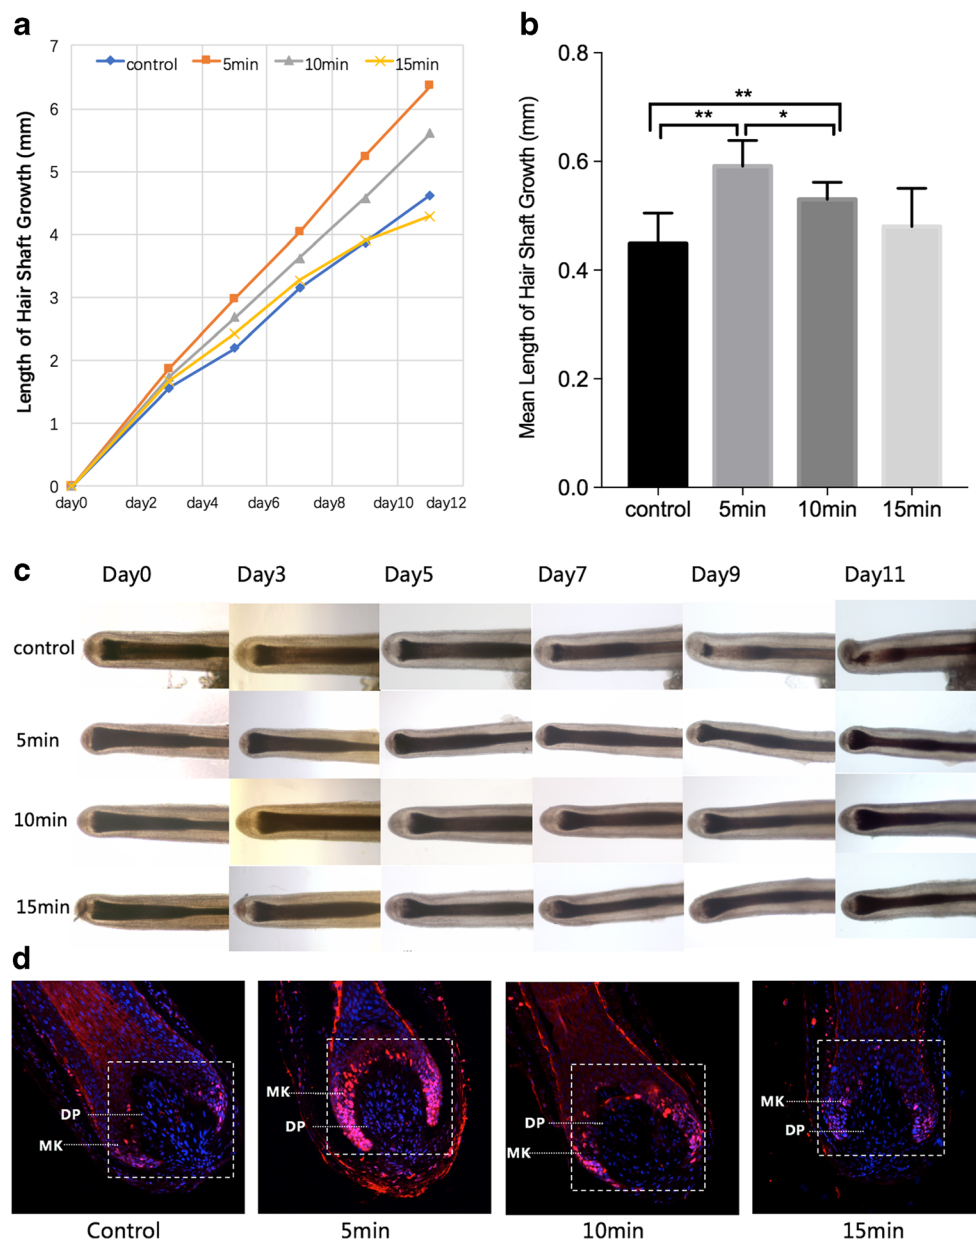 a
7
6
5
4
3
2
1
0
Length of Hair Shaft Growth (mm)
control 5min 10min 15min
day0 day2 day4 day6 day8 day10 day12
b
0.8
0.6
0.4
0.2
0.0
Mean Length of Hair Shaft Growth (mm)
**
** *
control 5min 10min 15min
c
Day0 Day3 Day5 Day7 Day9 Day11
control
5min
10min
15min
d
DP
MK
MK
DP
DP
MK
MK
DP
Control 5min 10min 15min